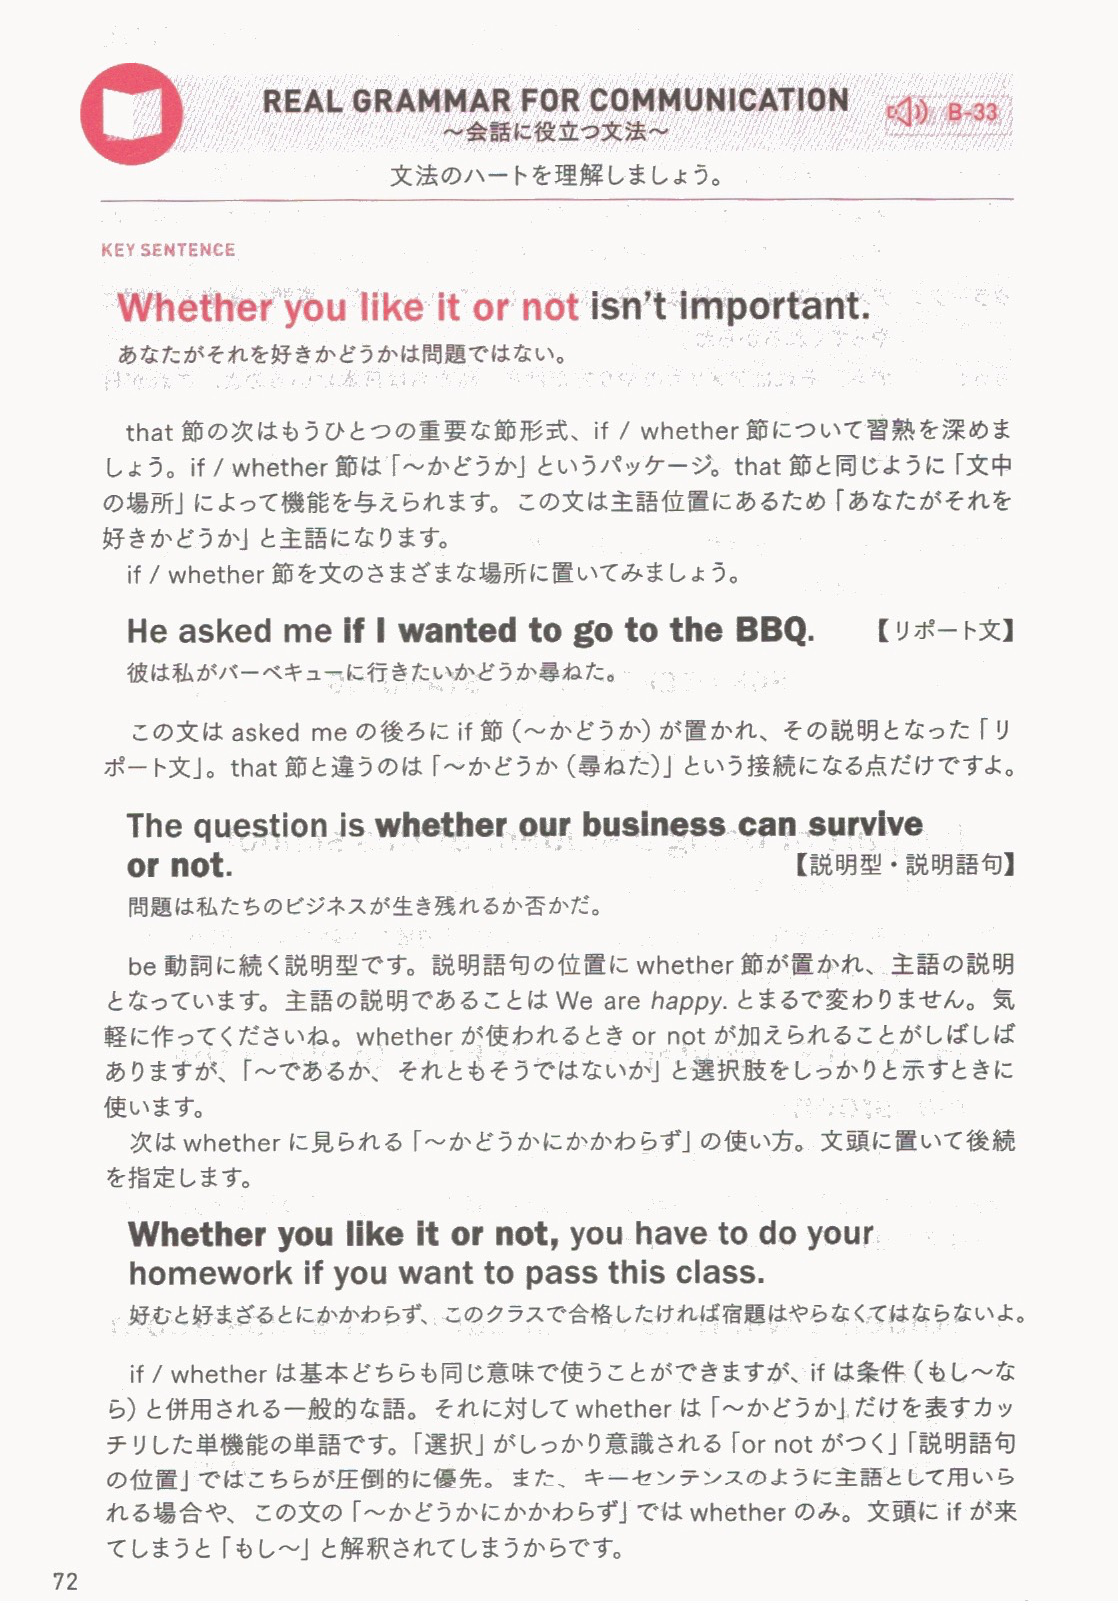 REAL GRAMMAR FOR COMMUNICATION
B-33
〜会話に役立つ文法〜
文法のハートを理解しましょう。
KEY SENTENCE
Whether you like it or not isn't important.
あなたがそれを好きかどうかは問題ではない。
that 節の次はもうひとつの重要な節形式、if / whether 節について習熟を深めま
しょう。if / whether 節は「〜かどうか」というパッケージ。that 節と同じように「文中
の場所」によって機能を与えられます。この文は主語位置にあるため「あなたがそれを
好きかどうか」と主語になります。
if / whether 節を文のさまざまな場所に置いてみましょう。
He asked me if I wanted to go to the BBQ. 【リポート文】
彼は私がバーベキューに行きたいかどうか尋ねた。
この文は asked me の後ろに if 節（〜かどうか）が置かれ、その説明となった「リ
ポート文」。that 節と違うのは「〜かどうか（尋ねた）」という接続になる点だけですよ。
The question is whether our business can survive
or not. 【説明型・説明語句】
問題は私たちのビジネスが生き残れるか否かだ。
be 動詞に続く説明型です。説明語句の位置に whether 節が置かれ、主語の説明
となっています。主語の説明であることは We are happy. とまるで変わりません。気
軽に作ってくださいね。whether が使われるとき or not が加えられることがしばしば
ありますが、「〜であるか、それともそうではないか」と選択肢をしっかりと示すときに
使います。
次は whether に見られる「〜かどうかにかかわらず」の使い方。文頭に置いて後続
を指定します。
Whether you like it or not, you have to do your
homework if you want to pass this class.
好むと好まざるとにかかわらず、このクラスで合格したければ宿題はやらなくてはならないよ。
if / whether は基本どちらも同じ意味で使うことができますが、if は条件（もし〜な
ら）と併用される一般的な語。それに対して whether は「〜かどうか」だけを表すカッ
チリした単機能の単語です。「選択」がしっかり意識される「or not がつく」「説明語句
の位置」ではこちらが圧倒的に優先。また、キーセンテンスのように主語として用いら
れる場合や、この文の「〜かどうかにかかわらず」では whether のみ。文頭に if が来
てしまうと「もし〜」と解釈されてしまうからです。
72